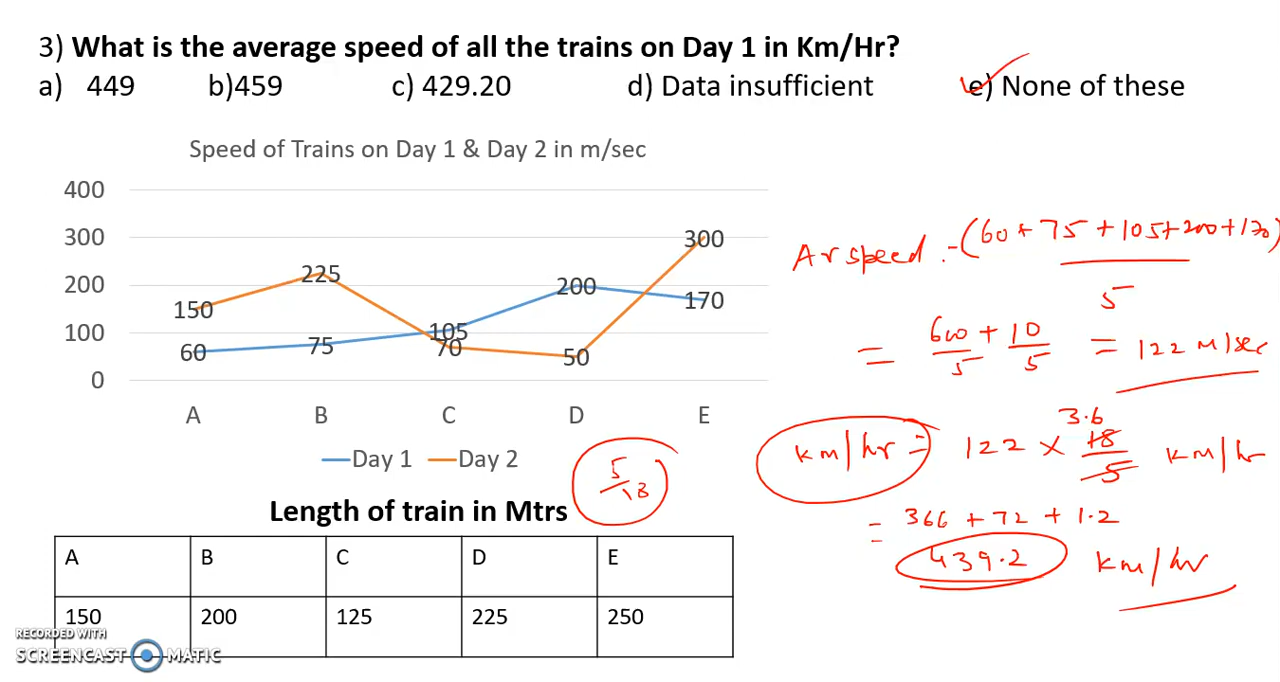 3) What is the average speed of all the trains on Day 1 in Km/Hr?
a) 449 b)459 c) 429.20 d) Data insufficient e) None of these
Speed of Trains on Day 1 & Day 2 in m/sec
400
300
200
100
0
150
225
105
70
50
300
60
75
200
170
A B C D E
Day 1 Day 2
Length of train in Mtrs
A B C D E
150 200 125 225 250
RECORDED WITH
SCREENCAST MATIC
Av speed :- (60 + 75 + 105 + 200 + 170)
5
= 600/5 + 10/5 = 122 M/sec
3.6
km/hr = 122 × 18/5 km/hr
5/18
= 366 + 72 + 1.2
= 439.2 km/hr